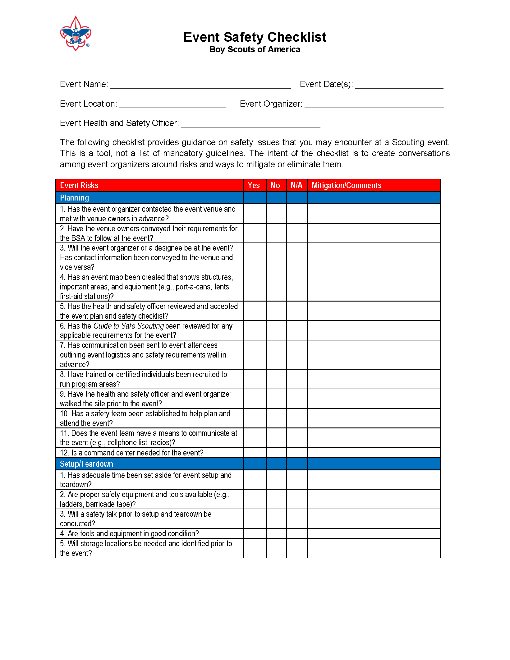 Event Safety Checklist
Boy Scouts of America
Event Name: Event Date(s):
Event Location: Event Organizer:
Event Health and Safety Officer:
The following checklist provides guidance on safety issues that you may encounter at a Scouting event.
This is a tool, not a list of mandatory guidelines. The intent of the checklist is to create conversations
among event organizers around risks and ways to mitigate or eliminate them.
Event Risks Yes No N/A Mitigation/Comments
Planning
1. Has the event organizer contacted the event venue and
met with venue owners in advance?
2. Have the venue owners conveyed their requirements for
the BSA to follow at the event?
3. Will the event organizer or a designee be at the event?
Has contact information been conveyed to the venue and
vice versa?
4. Has an event map been created that shows structures,
important areas, and equipment (e.g., port-a-cans, tents,
first-aid stations)?
5. Has the health and safety officer reviewed and accepted
the event plan and safety checklist?
6. Has the Guide to Safe Scouting been reviewed for any
applicable requirements for the event?
7. Has communication been sent to event attendees
outlining event logistics and safety requirements well in
advance?
8. Have trained or certified individuals been recruited to
run program areas?
9. Have the health and safety officer and event organizer
walked the site prior to the event?
10. Has a safety team been established to help plan and
attend the event?
11. Does the event team have a means to communicate at
the event (e.g., cellphone list, radios)?
12. Is a command center needed for the event?
Setup/Teardown
1. Has adequate time been set aside for event setup and
teardown?
2. Are proper safety equipment and tools available (e.g.,
ladders, barricade tape)?
3. Will a safety talk prior to setup and teardown be
conducted?
4. Are tools and equipment in good condition?
5. Will storage locations be needed and identified prior to
the event?